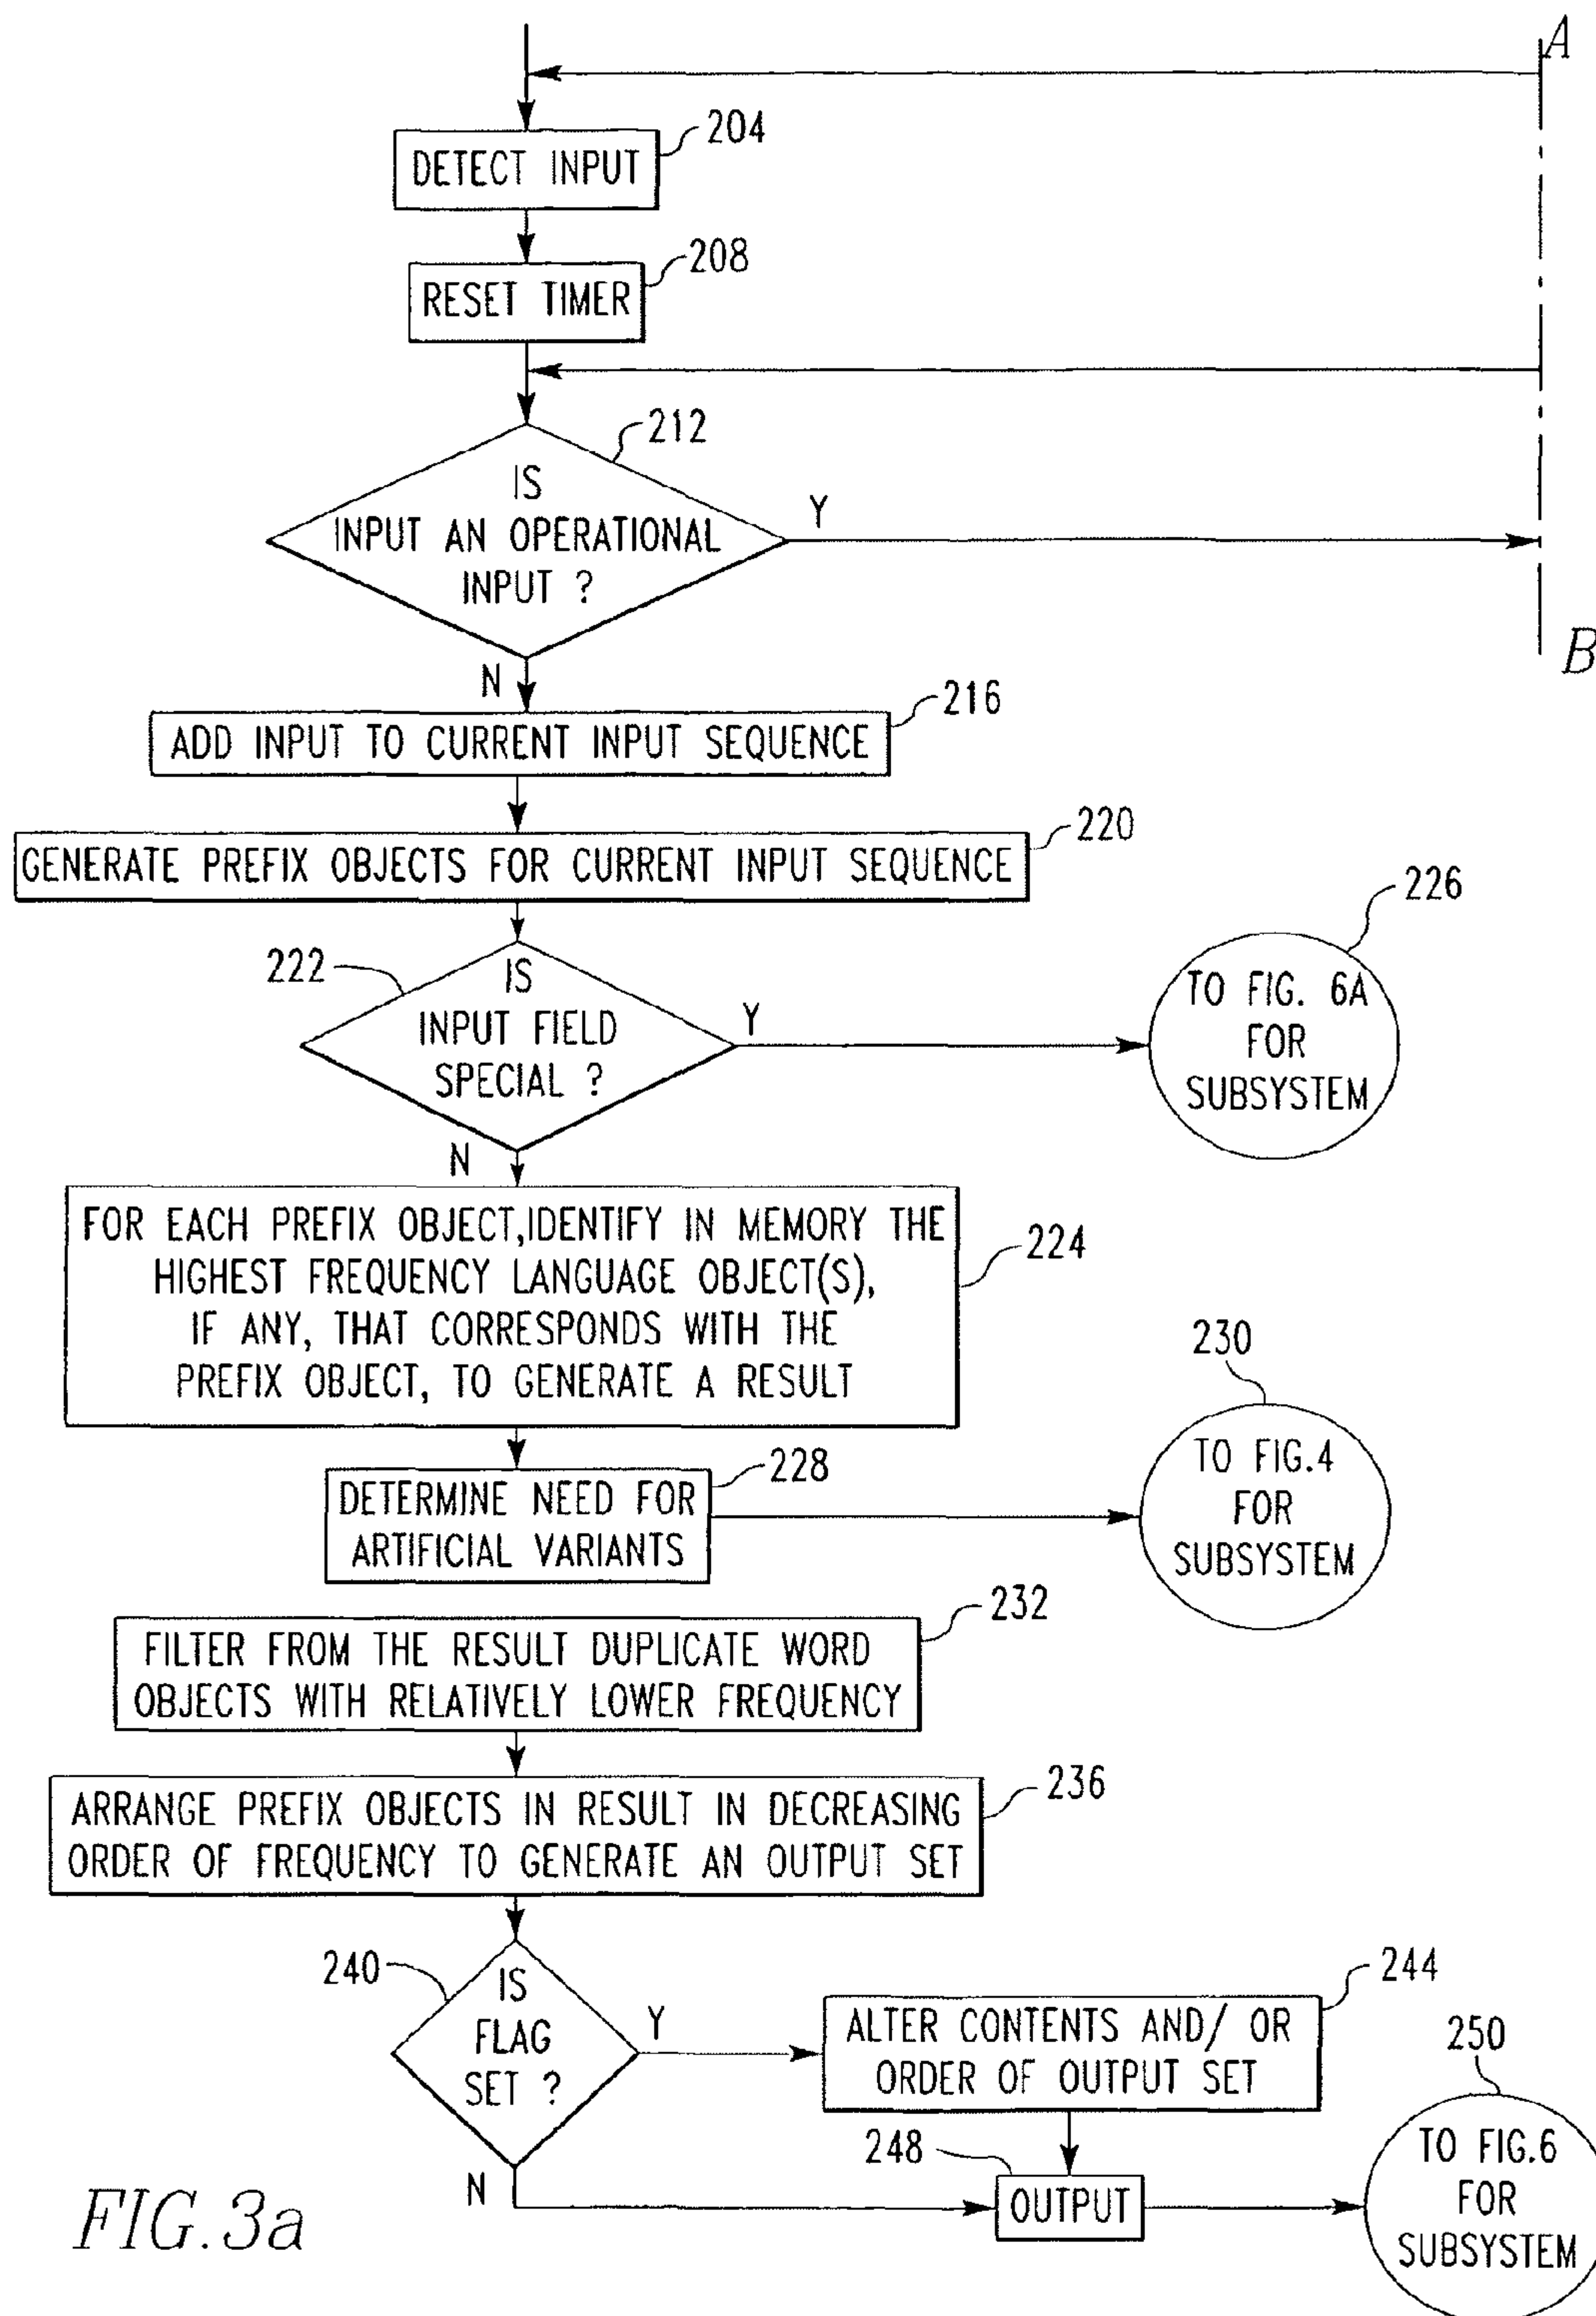 A
204
DETECT INPUT
208
RESET TIMER
212
IS
INPUT AN OPERATIONAL
INPUT ?
Y
B
N
216
ADD INPUT TO CURRENT INPUT SEQUENCE
220
GENERATE PREFIX OBJECTS FOR CURRENT INPUT SEQUENCE
226
222
IS
INPUT FIELD
SPECIAL ?
Y
TO FIG. 6A
FOR
SUBSYSTEM
N
224
FOR EACH PREFIX OBJECT,IDENTIFY IN MEMORY THE
HIGHEST FREQUENCY LANGUAGE OBJECT(S),
IF ANY, THAT CORRESPONDS WITH THE
PREFIX OBJECT, TO GENERATE A RESULT
230
228
DETERMINE NEED FOR
ARTIFICIAL VARIANTS
TO FIG.4
FOR
SUBSYSTEM
232
FILTER FROM THE RESULT DUPLICATE WORD
OBJECTS WITH RELATIVELY LOWER FREQUENCY
236
ARRANGE PREFIX OBJECTS IN RESULT IN DECREASING
ORDER OF FREQUENCY TO GENERATE AN OUTPUT SET
240
IS
FLAG
SET ?
Y
244
ALTER CONTENTS AND/ OR
ORDER OF OUTPUT SET
250
248
N
OUTPUT
TO FIG.6
FOR
SUBSYSTEM
FIG.3a